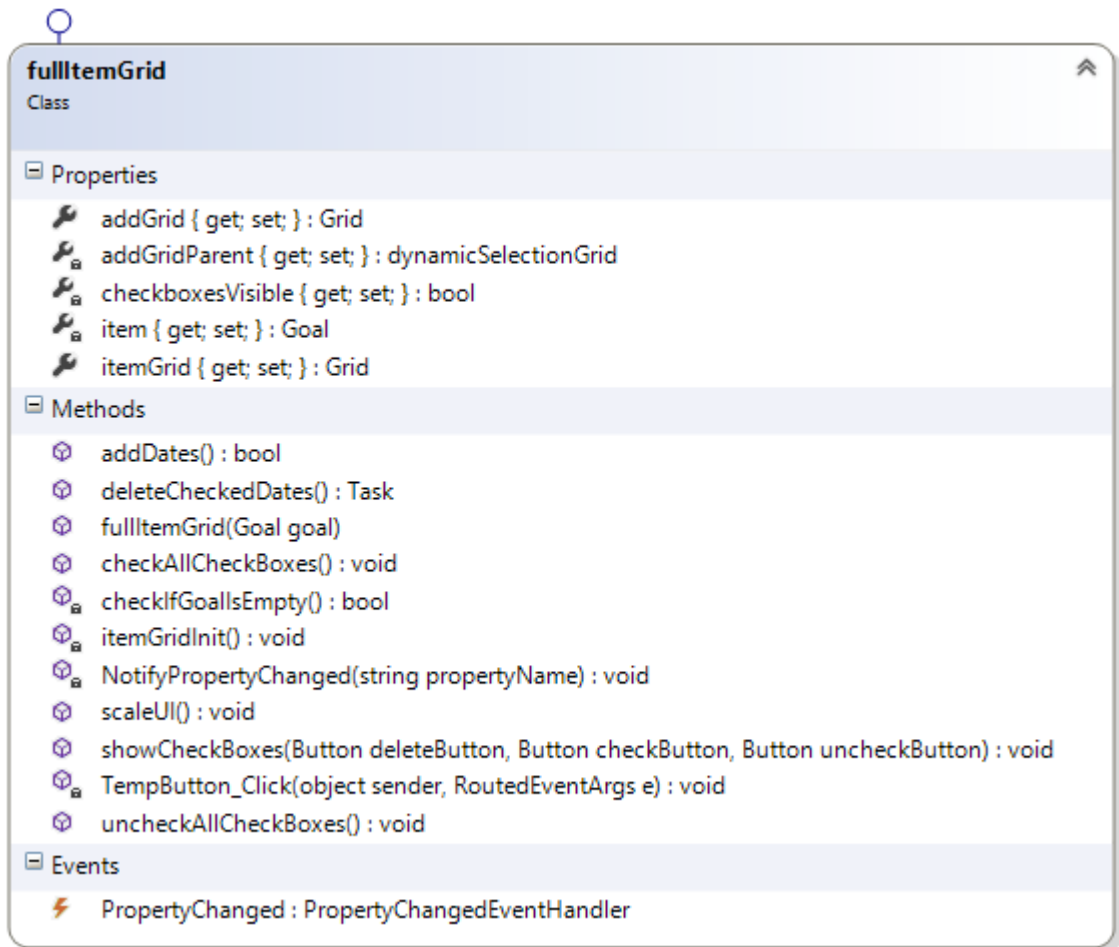 fullItemGrid
Class
Properties
addGrid { get; set; } : Grid
addGridParent { get; set; } : dynamicSelectionGrid
checkboxesVisible { get; set; } : bool
item { get; set; } : Goal
itemGrid { get; set; } : Grid
Methods
addDates() : bool
deleteCheckedDates() : Task
fullItemGrid(Goal goal)
checkAllCheckBoxes() : void
checkIfGoalIsEmpty() : bool
itemGridInit() : void
NotifyPropertyChanged(string propertyName) : void
scaleUI() : void
showCheckBoxes(Button deleteButton, Button checkButton, Button uncheckButton) : void
TempButton_Click(object sender, RoutedEventArgs e) : void
uncheckAllCheckBoxes() : void
Events
PropertyChanged : PropertyChangedEventHandler